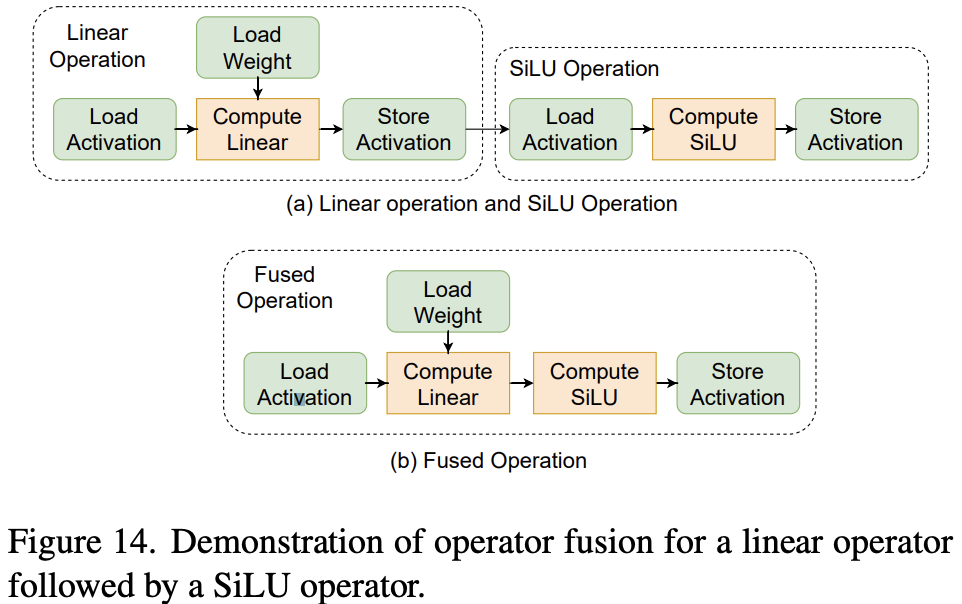 Linear
Operation
Load
Weight
Load
Activation
Compute
Linear
Store
Activation
SiLU Operation
Load
Activation
Compute
SiLU
Store
Activation
(a) Linear operation and SiLU Operation
Fused
Operation
Load
Weight
Load
Activation
Compute
Linear
Compute
SiLU
Store
Activation
(b) Fused Operation
Figure 14. Demonstration of operator fusion for a linear operator
followed by a SiLU operator.